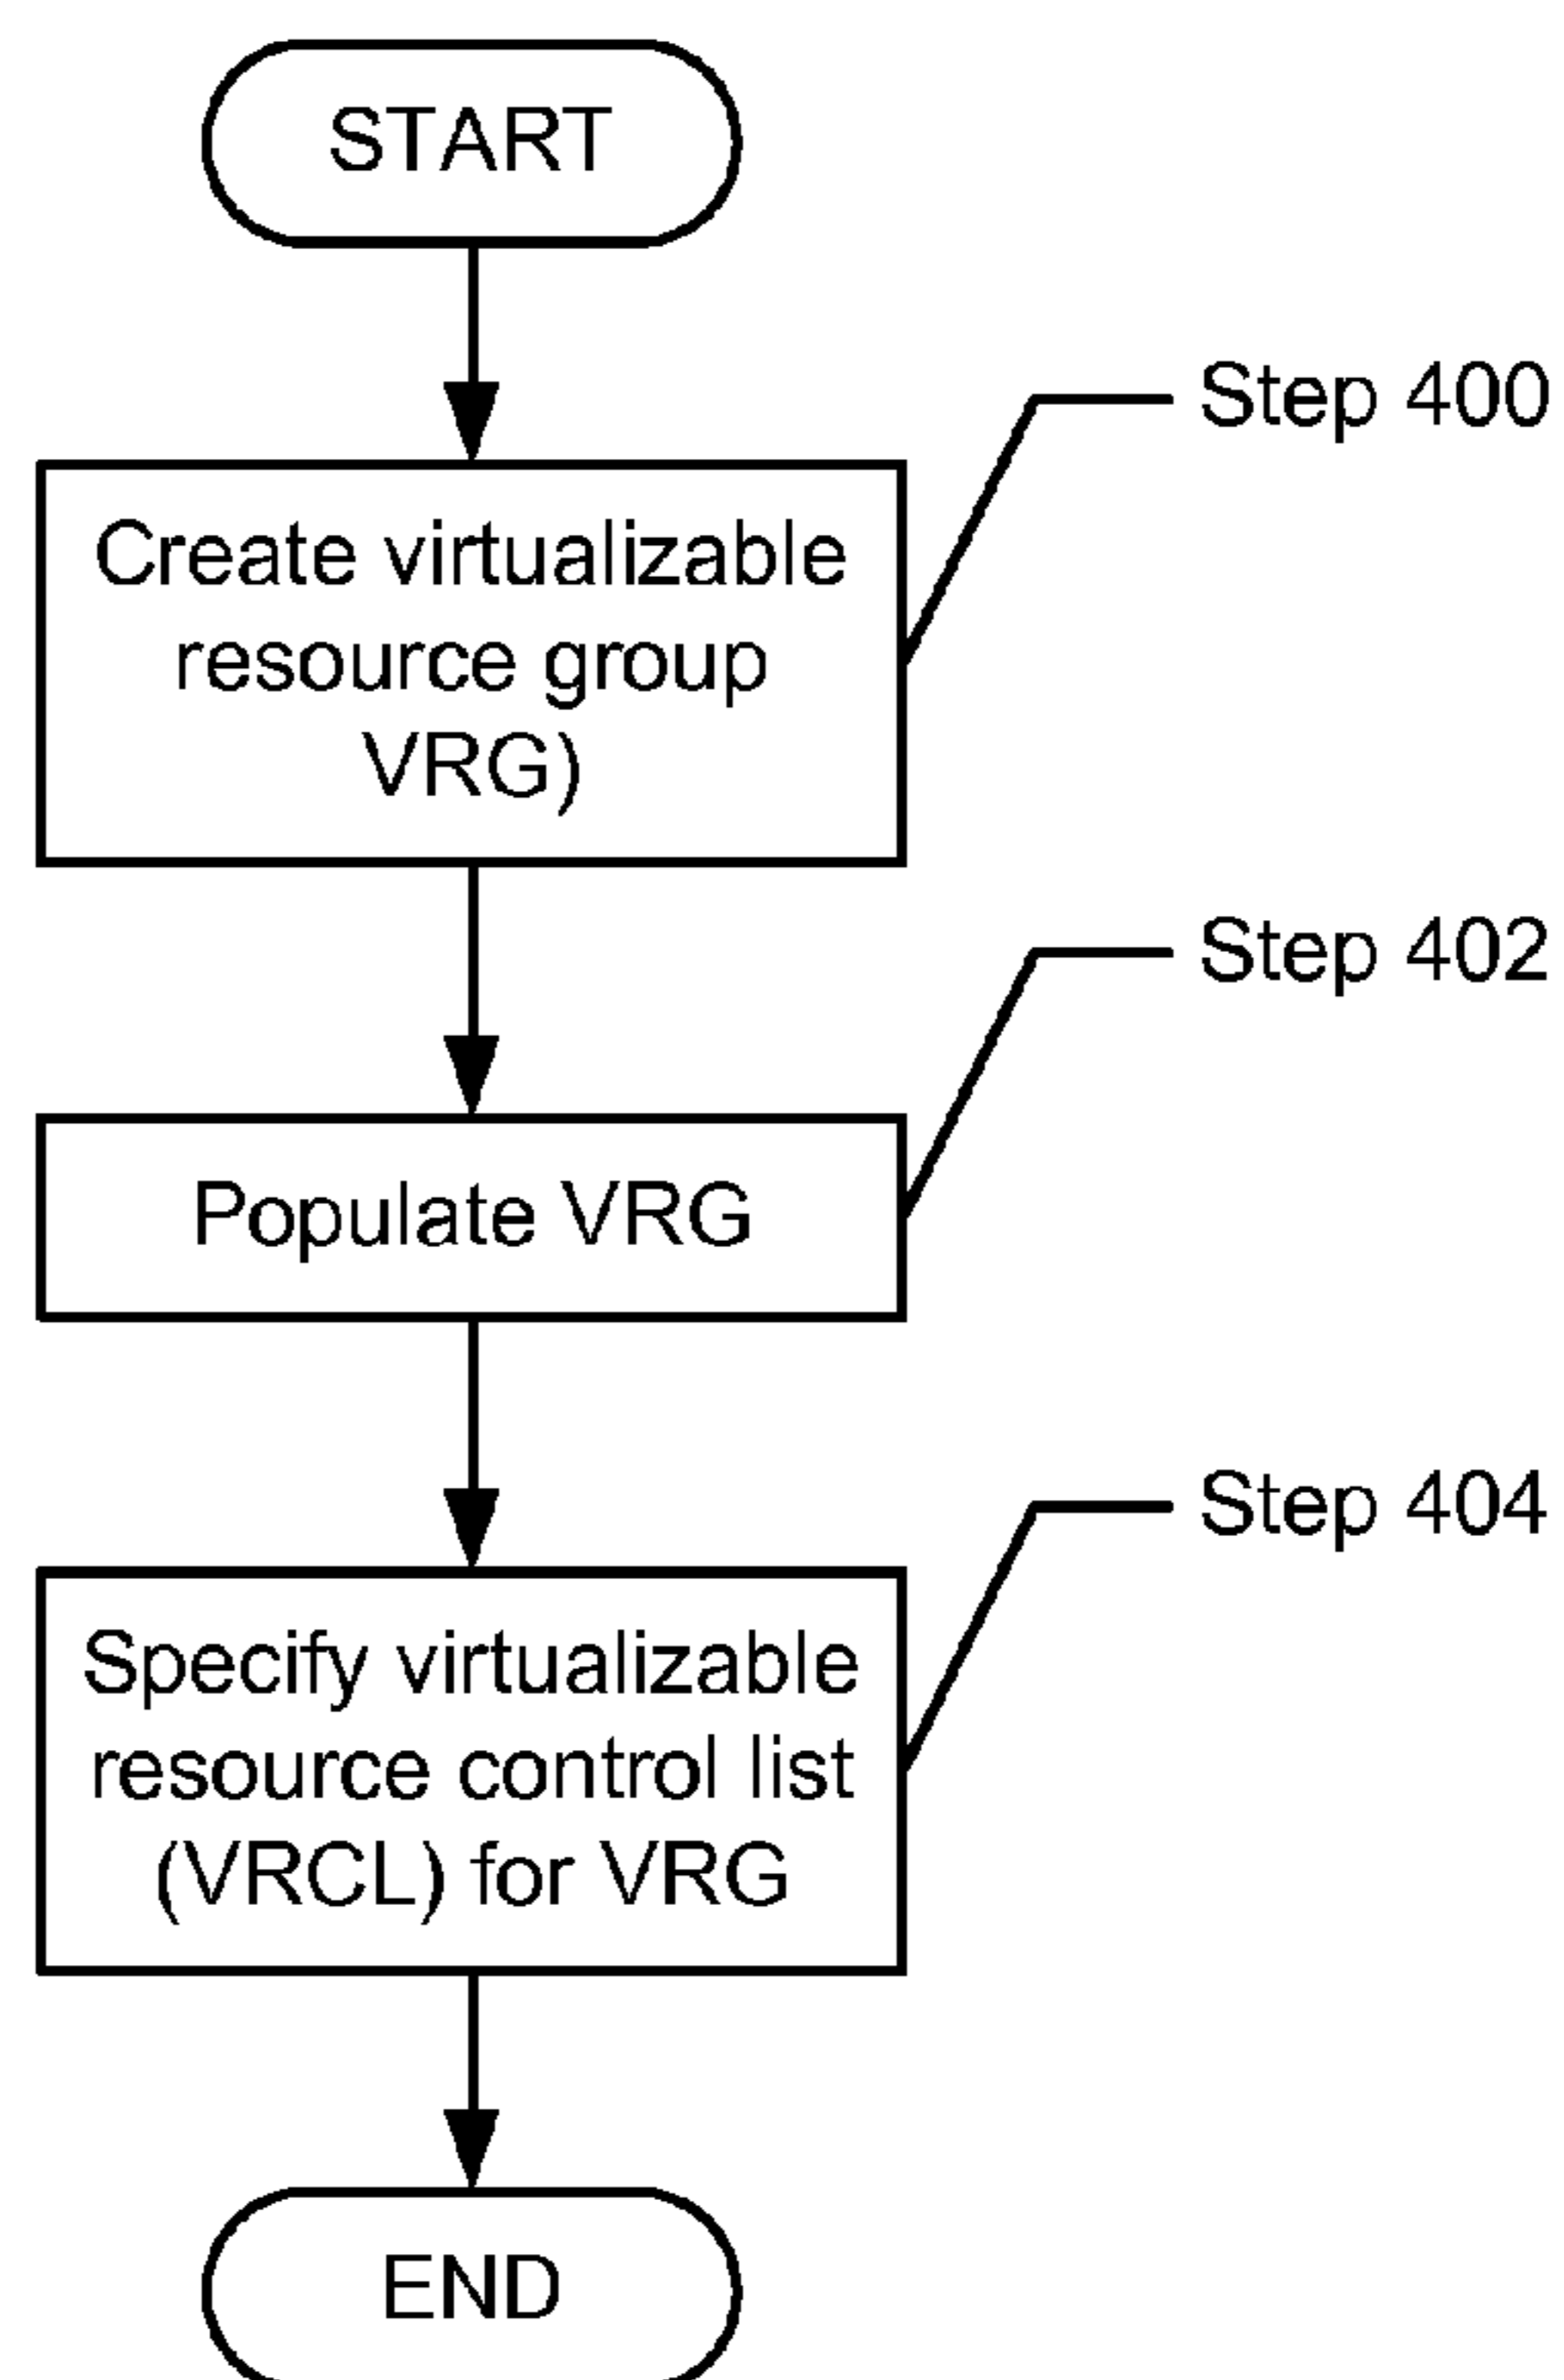 START
Step 400
Create virtualizable
resource group
VRG)
Step 402
Populate VRG
Step 404
Specify virtualizable
resource control list
(VRCL) for VRG
END